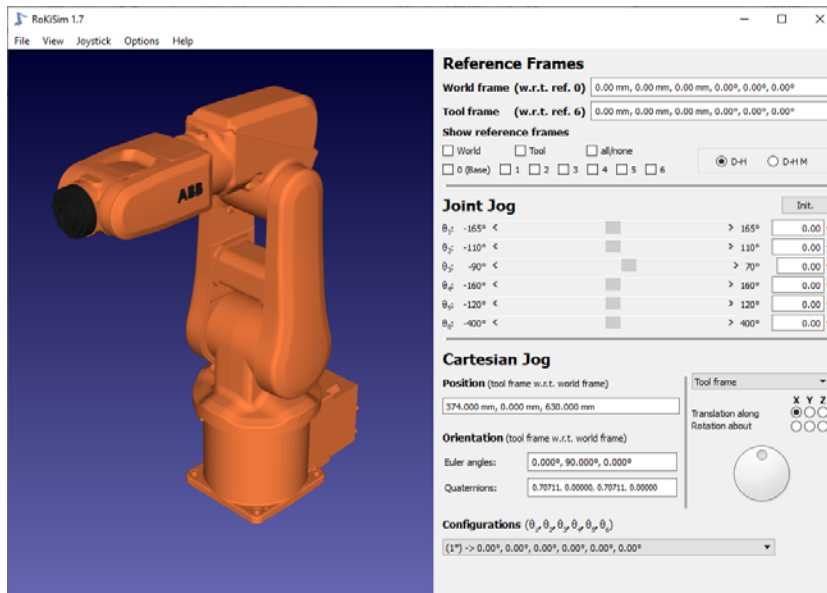 RoKiSim 1.7
File View Joystick Options Help
ABB
Reference Frames
World frame (w.r.t. ref. 0) 0.00 mm, 0.00 mm, 0.00 mm, 0.00°, 0.00°, 0.00°
Tool frame (w.r.t. ref. 6) 0.00 mm, 0.00 mm, 0.00 mm, 0.00°, 0.00°, 0.00°
Show reference frames
World Tool all/none
0 (Base) 1 2 3 4 5 6 D-H D-H M
Joint Jog Init.
θ₁: -165° < > 165° 0.00
θ₂: -110° < > 110° 0.00
θ₃: -90° < > 70° 0.00
θ₄: -160° < > 160° 0.00
θ₅: -120° < > 120° 0.00
θ₆: -400° < > 400° 0.00
Cartesian Jog
Position (tool frame w.r.t. world frame) Tool frame
374.000 mm, 0.000 mm, 630.000 mm
X Y Z
Translation along
Rotation about
Orientation (tool frame w.r.t. world frame)
Euler angles: 0.000°, 90.000°, 0.000°
Quaternions: 0.70711, 0.00000, 0.70711, 0.00000
Configurations (θ₁,θ₂,θ₃,θ₄,θ₅,θ₆)
(1*) -> 0.00°, 0.00°, 0.00°, 0.00°, 0.00°, 0.00°